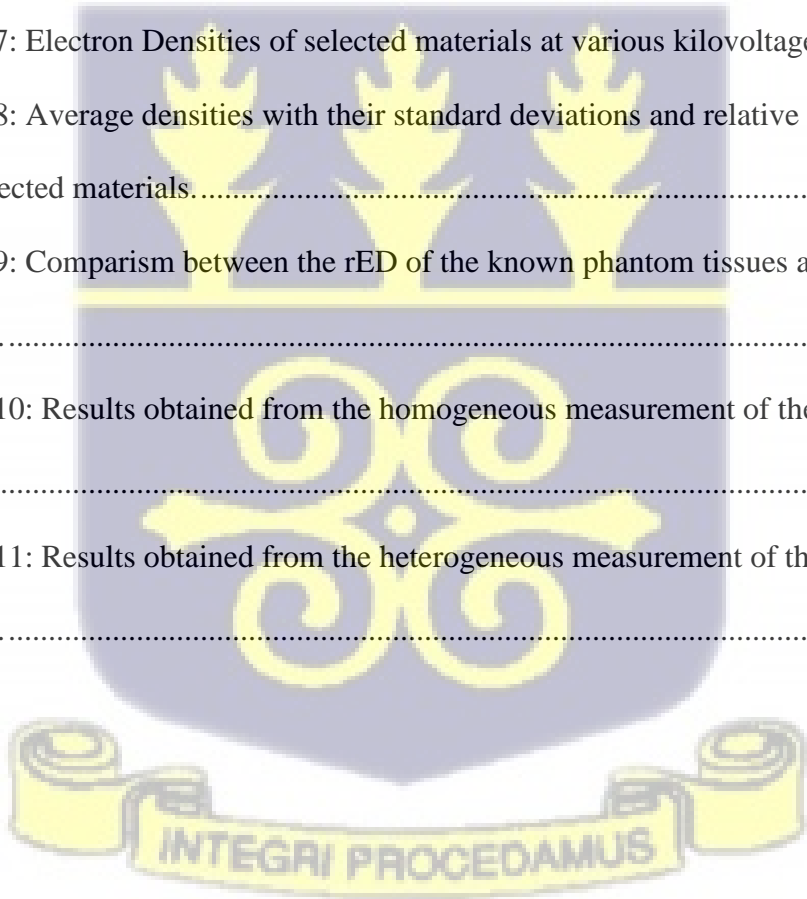 7: Electron Densities of selected materials at various kilovoltage
8: Average densities with their standard deviations and relative
ected materials.....................................................................................
9: Comparism between the rED of the known phantom tissues a
........................................................................................................
10: Results obtained from the homogeneous measurement of the
........................................................................................................
11: Results obtained from the heterogeneous measurement of th
........................................................................................................
INTEGRI PROCEDAMUS